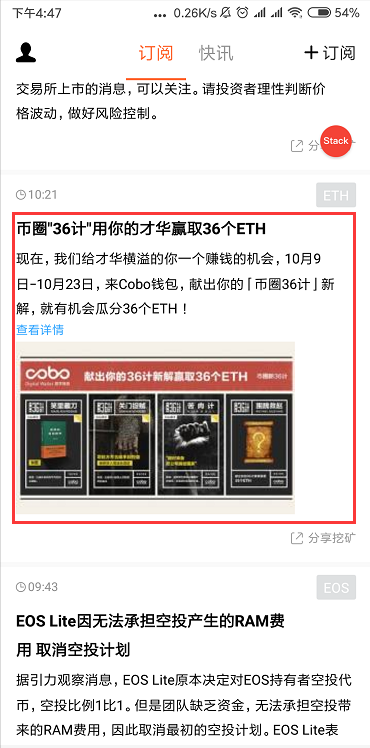 下午4:47
... 0.26K/s 54%
订阅 快讯 +订阅
交易所上市的消息，可以关注。请投资者理性判断价
格波动，做好风险控制。
分
Stack
10:21 ETH
币圈"36计"用你的才华赢取36个ETH
现在，我们给才华横溢的你一个赚钱的机会，10月9
日-10月23日，来Cobo钱包，献出你的「币圈36计」新
解，就有机会瓜分36个ETH！
查看详情
cobo 献出你的36计新解赢取36个ETH 币圈新36计
Digital Wallet
笑里藏刀 关门捉贼 苦肉计 围魏救赵
cobo cobo cobo cobo
分享挖矿
09:43 EOS
EOS Lite因无法承担空投产生的RAM费
用 取消空投计划
据引力观察消息，EOS Lite原本决定对EOS持有者空投代
币，空投比例1比1。但是团队缺乏资金，无法承担空投带
来的RAM费用，因此取消最初的空投计划。EOS Lite表